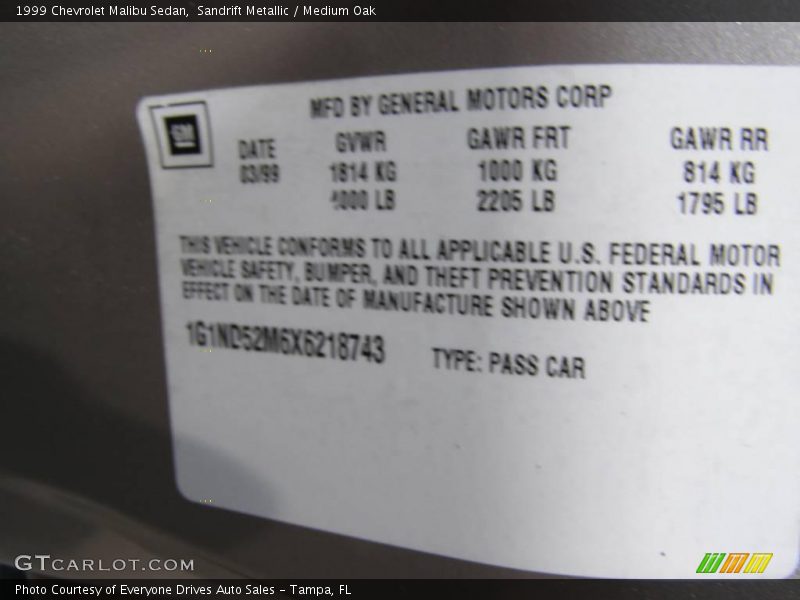 1999 Chevrolet Malibu Sedan, Sandrift Metallic / Medium Oak
MFD BY GENERAL MOTORS CORP
GM
DATE GVWR GAWR FRT GAWR RR
03/99 1814 KG 1000 KG 814 KG
4000 LB 2205 LB 1795 LB
THIS VEHICLE CONFORMS TO ALL APPLICABLE U.S. FEDERAL MOTOR
VEHICLE SAFETY, BUMPER, AND THEFT PREVENTION STANDARDS IN
EFFECT ON THE DATE OF MANUFACTURE SHOWN ABOVE
1G1ND52M6X6218743 TYPE: PASS CAR
GTCARLOT.COM
Photo Courtesy of Everyone Drives Auto Sales - Tampa, FL